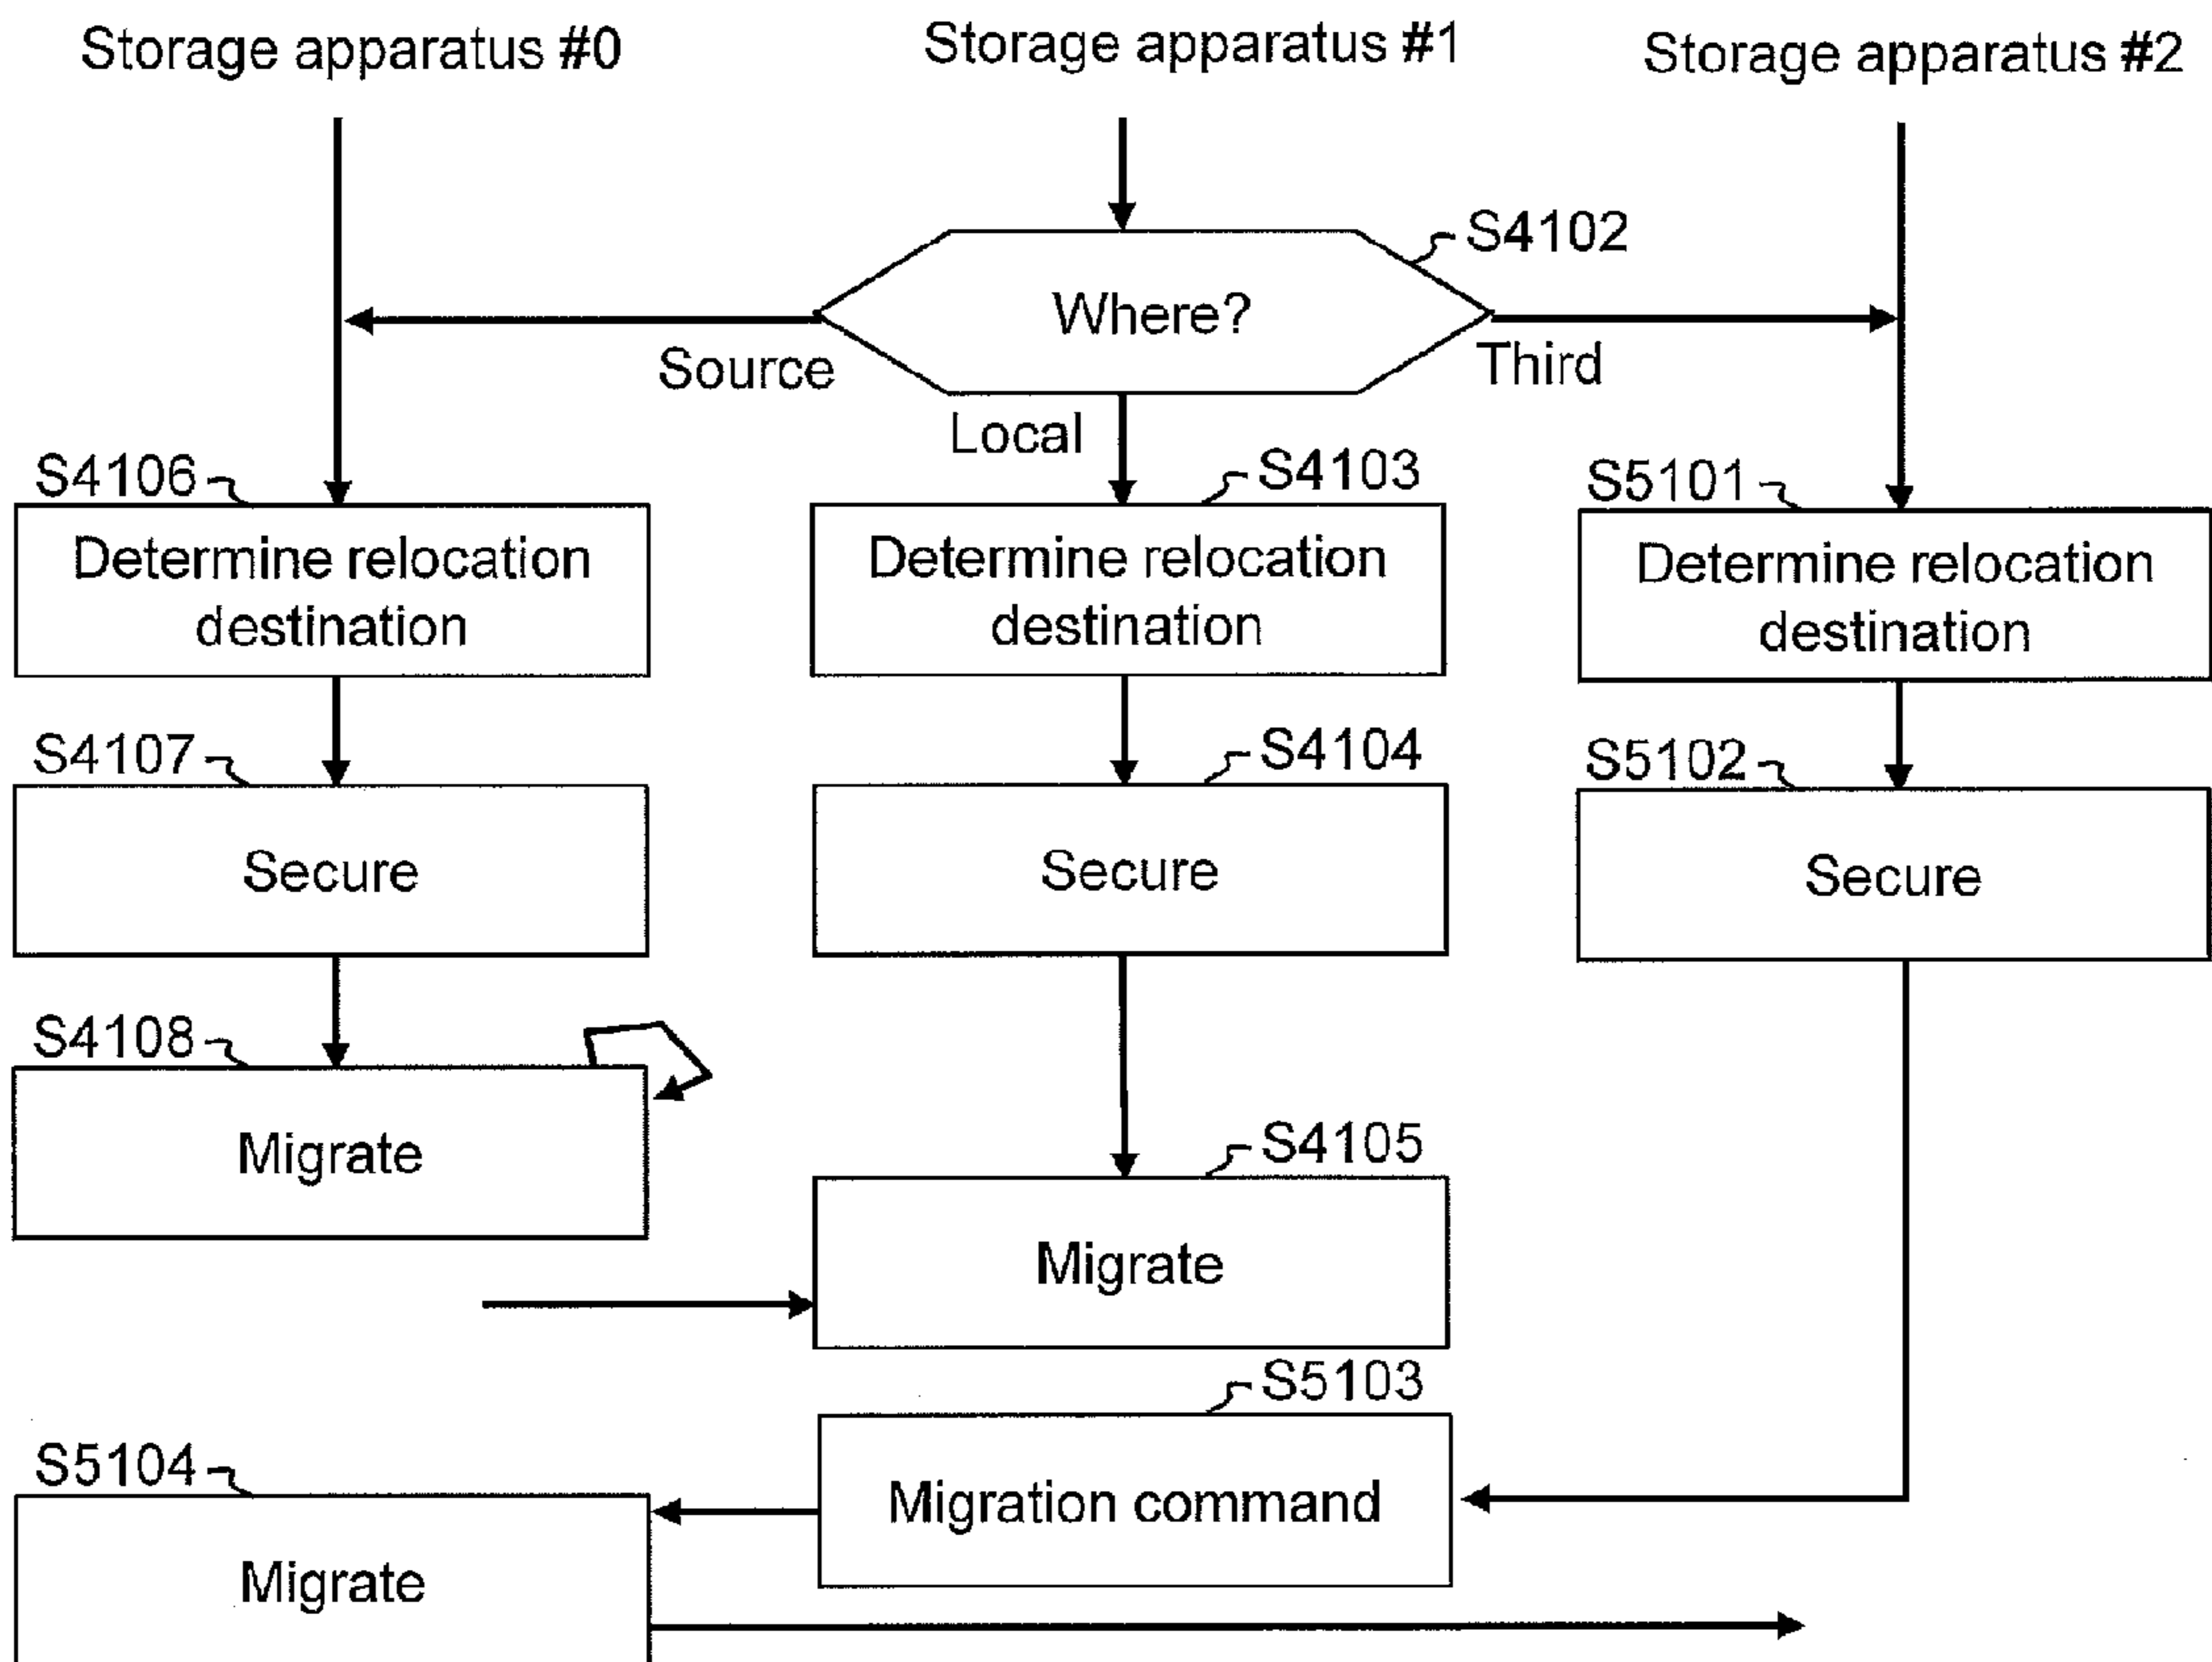 Storage apparatus #0
Storage apparatus #1
Storage apparatus #2
S4102
Where?
Source
Third
Local
S4106
S4103
S5101
Determine relocation
destination
Determine relocation
destination
Determine relocation
destination
S4107
S4104
S5102
Secure
Secure
Secure
S4108
Migrate
S4105
Migrate
S5103
Migration command
S5104
Migrate